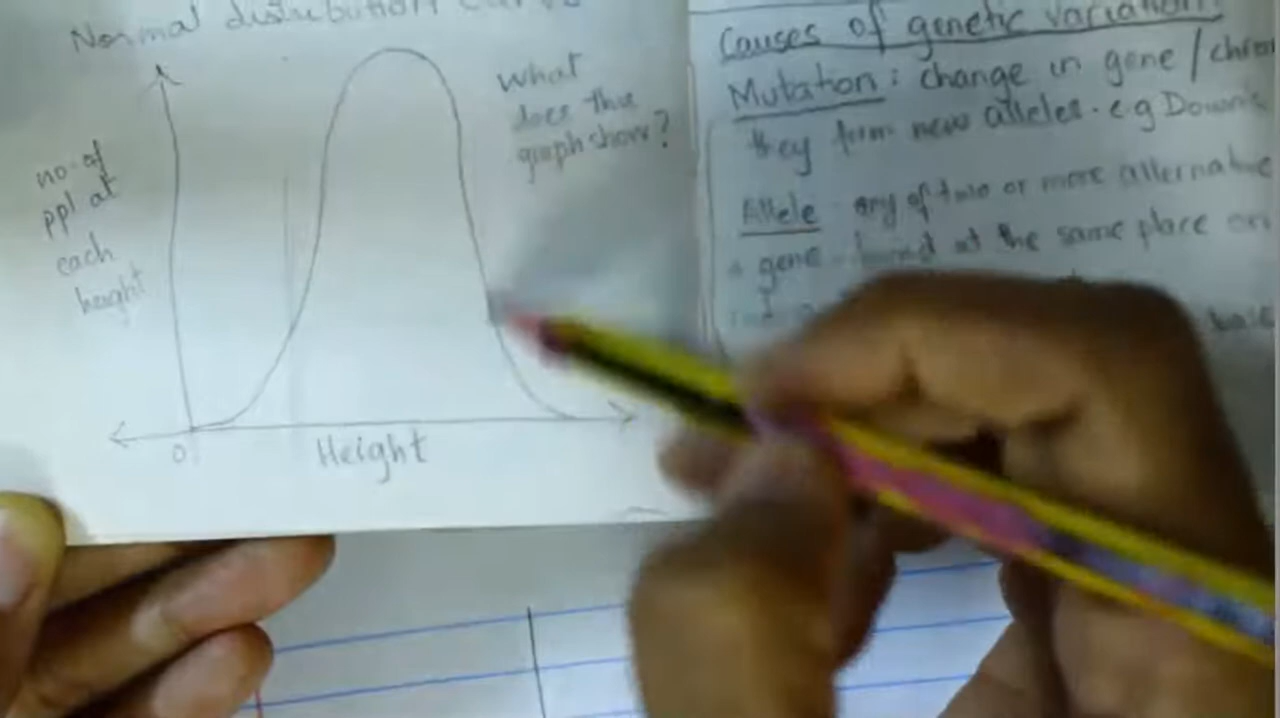 Normal distribution
no. of
ppl at
each
height
what
does this
graph show?
0
Height
Causes of genetic variation:
Mutation: change in gene/chrom
they form new alleles. e.g Down's
Allele any of two or more alternative
gene found at the same place on